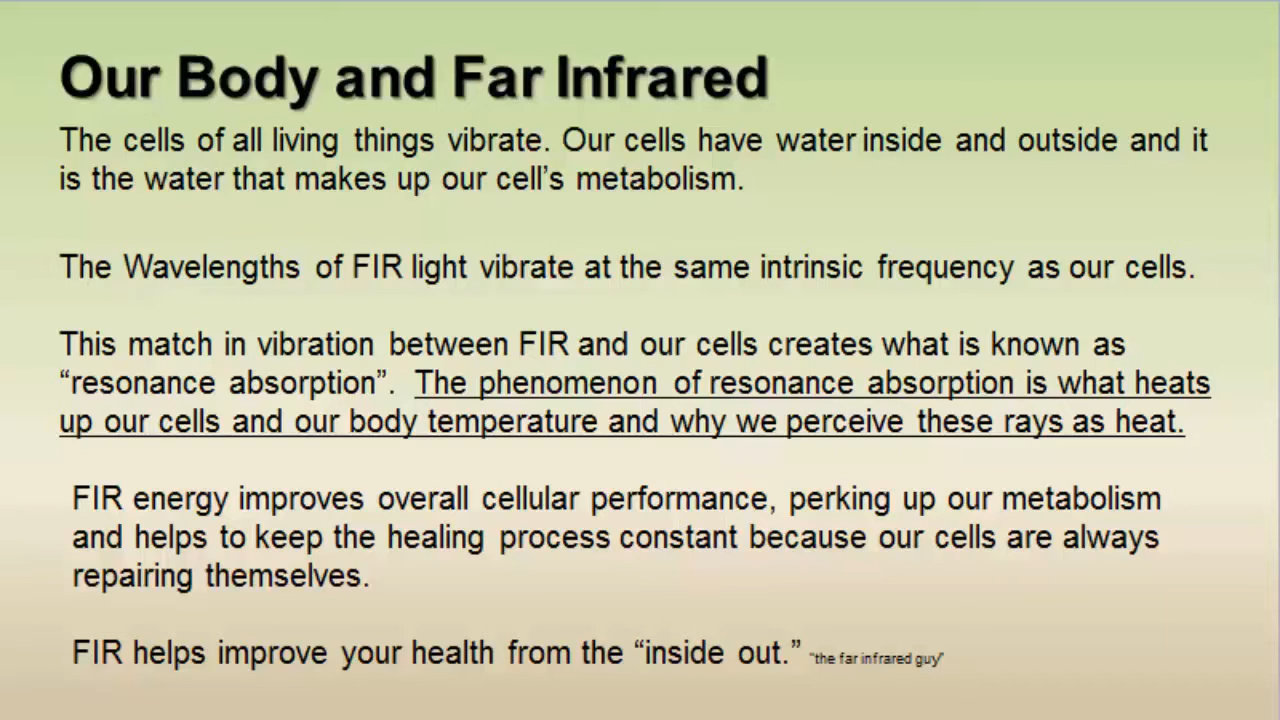 Our Body and Far Infrared
The cells of all living things vibrate. Our cells have water inside and outside and it
is the water that makes up our cell’s metabolism.
The Wavelengths of FIR light vibrate at the same intrinsic frequency as our cells.
This match in vibration between FIR and our cells creates what is known as
“resonance absorption”. The phenomenon of resonance absorption is what heats
up our cells and our body temperature and why we perceive these rays as heat.
FIR energy improves overall cellular performance, perking up our metabolism
and helps to keep the healing process constant because our cells are always
repairing themselves.
FIR helps improve your health from the “inside out.” “the far infrared guy”